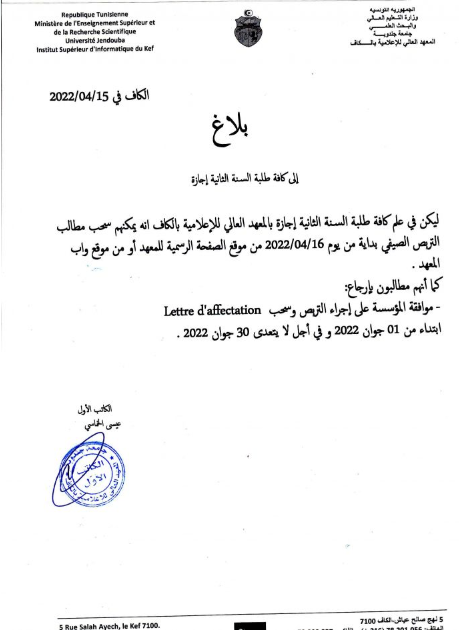 République Tunisienne
Ministère de l'Enseignement Supérieur et
de la Recherche Scientifique
Université Jendouba
Institut Supérieur d'Informatique du Kef
الجمهورية التونسية
وزارة التعليم العالي
والبحث العلمي
جامعة جندوبة
المعهد العالي للإعلامية بالكاف
الكاف في 2022/04/15
بلاغ
إلى كافة طلبة السنة الثانية إجازة
ليكن في علم كافة طلبة السنة الثانية إجازة بالمعهد العالي للإعلامية بالكاف انه يمكنهم سحب مطالب
التربص الصيفي بداية من يوم 2022/04/16 من موقع الصفحة الرسمية للمعهد أو من موقع واب
المعهد .
كما أنهم مطالبون بإرجاع:
- موافقة المؤسسة على إجراء التربص وسحب Lettre d'affectation
ابتداء من 01 جوان 2022 و في أجل لا يتعدى 30 جوان 2022 .
الكاتب الأول
عيسى الخماسي
الكاتب
الأول
5 نهج صالح عياش-الكاف 7100
5 Rue Salah Ayech, le Kef 7100.